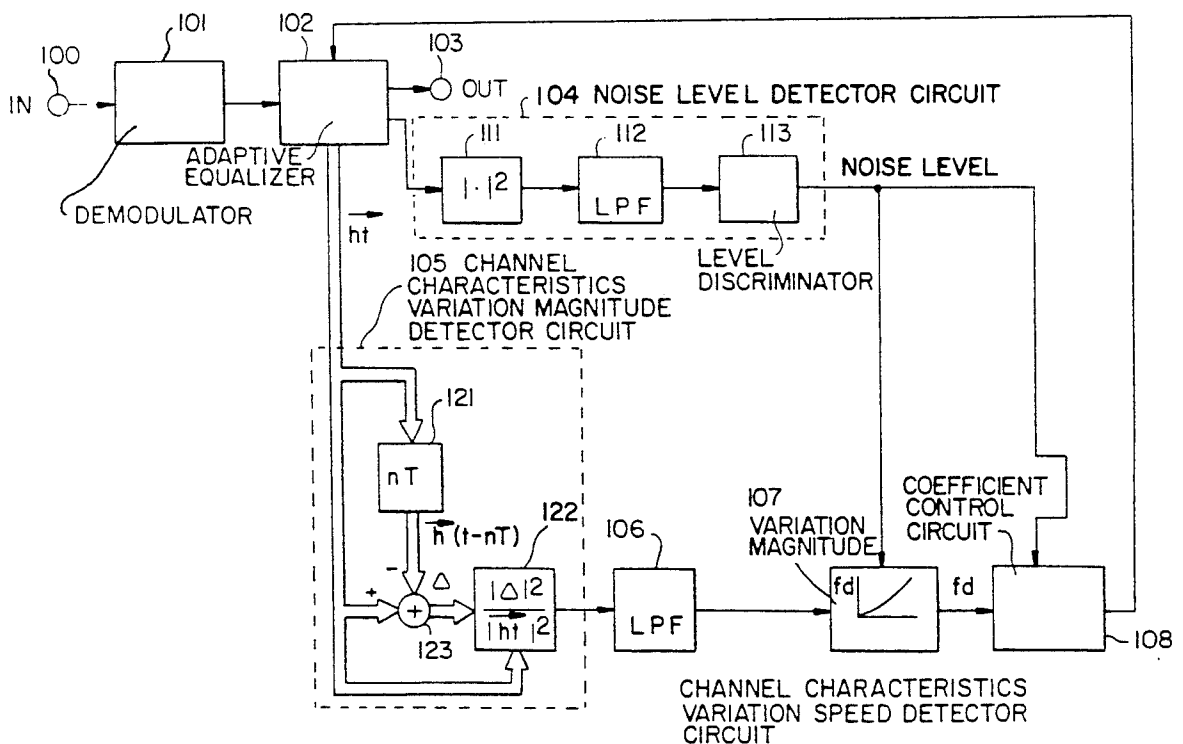 101
102
100
103
IN
OUT
104 NOISE LEVEL DETECTOR CIRCUIT
111
112
113
|·|²
LPF
NOISE LEVEL
ADAPTIVE
EQUALIZER
DEMODULATOR
ht
LEVEL
DISCRIMINATOR
105 CHANNEL
CHARACTERISTICS
VARIATION MAGNITUDE
DETECTOR CIRCUIT
121
nT
h (t-nT)
122
-
+
Δ
+
123
|Δ|²
|ht|²
106
LPF
107
VARIATION
MAGNITUDE
fd
fd
COEFFICIENT
CONTROL
CIRCUIT
108
CHANNEL CHARACTERISTICS
VARIATION SPEED DETECTOR
CIRCUIT